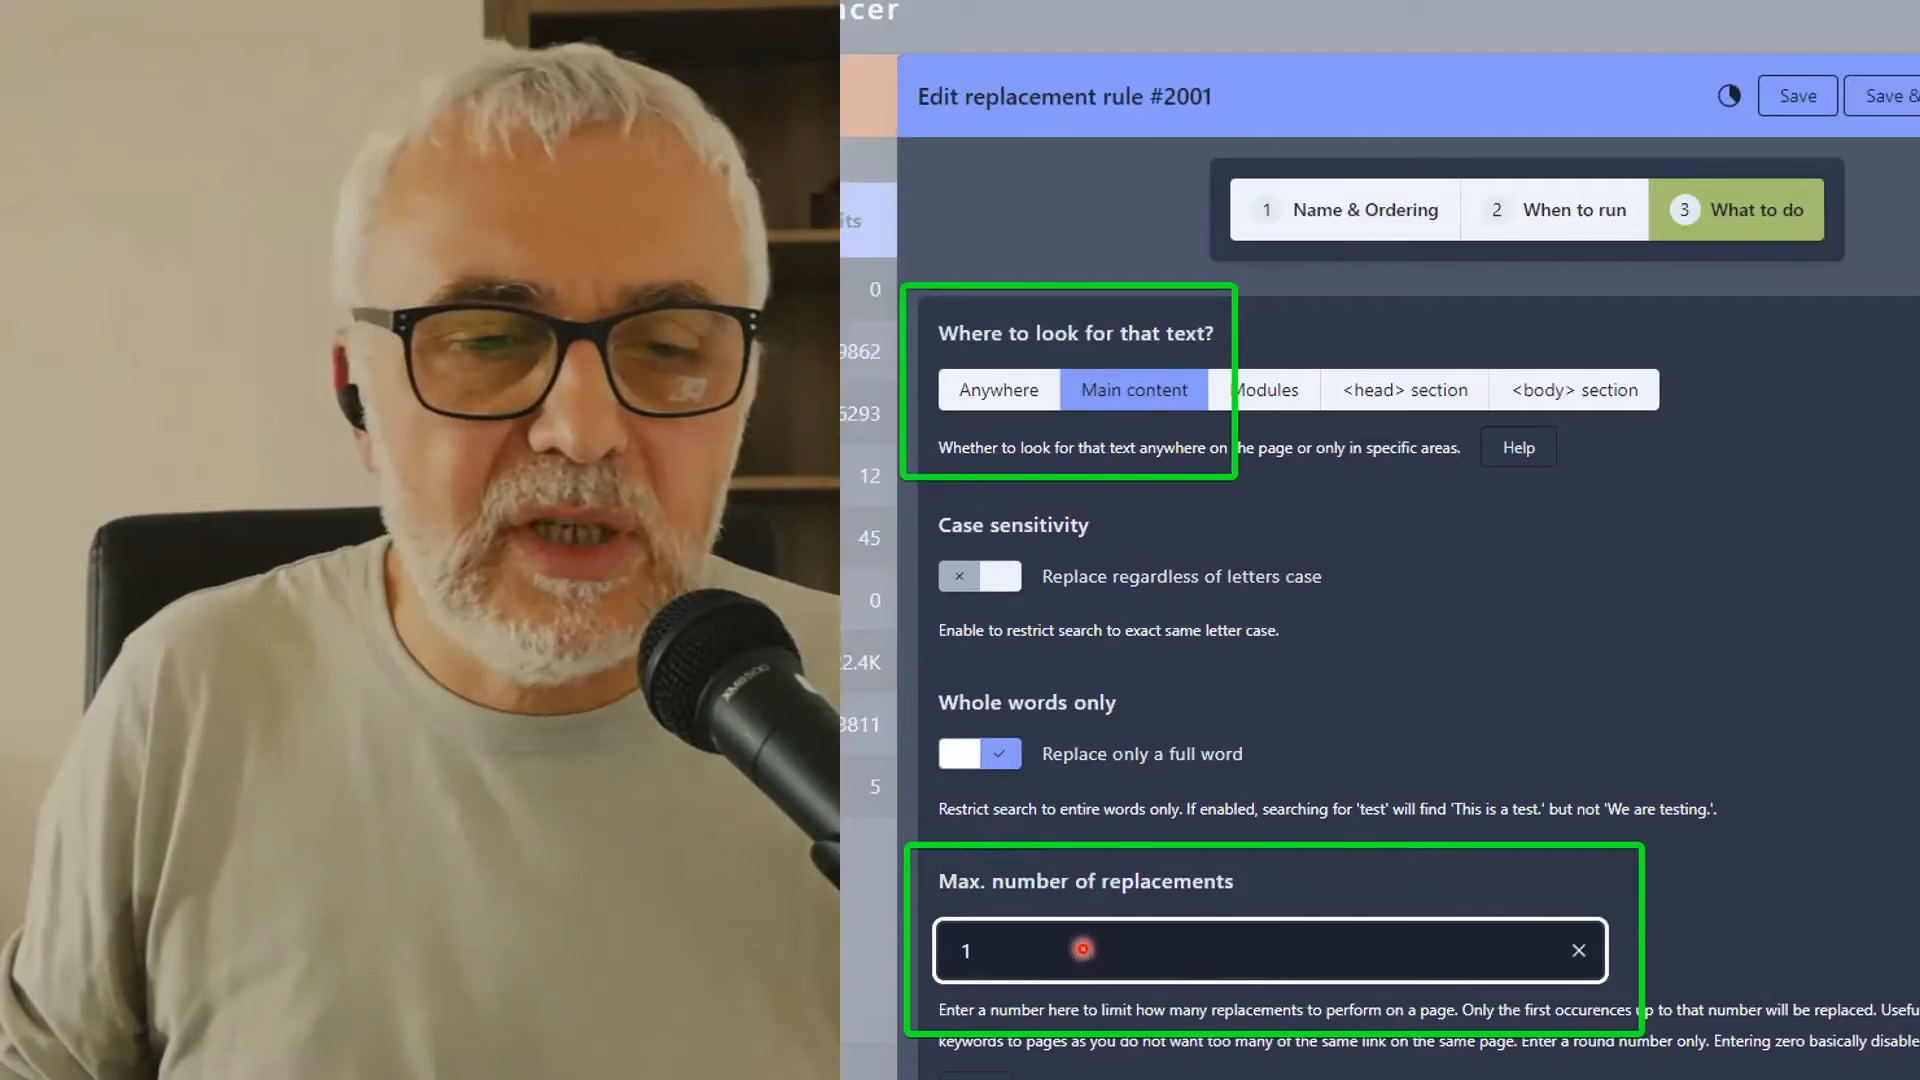 Edit replacement rule #2001
Save
Save &
1 Name & Ordering
2 When to run
3 What to do
0
9862
6293
12
45
0
2.4K
3811
5
Where to look for that text?
Anywhere
Main content
Modules
<head> section
<body> section
Whether to look for that text anywhere on the page or only in specific areas.
Help
Case sensitivity
Replace regardless of letters case
Enable to restrict search to exact same letter case.
Whole words only
Replace only a full word
Restrict search to entire words only. If enabled, searching for 'test' will find 'This is a test.' but not 'We are testing.'.
Max. number of replacements
1
Enter a number here to limit how many replacements to perform on a page. Only the first occurences up to that number will be replaced. Usefu
keywords to pages as you do not want too many of the same link on the same page. Enter a round number only. Entering zero basically disable
XM8500